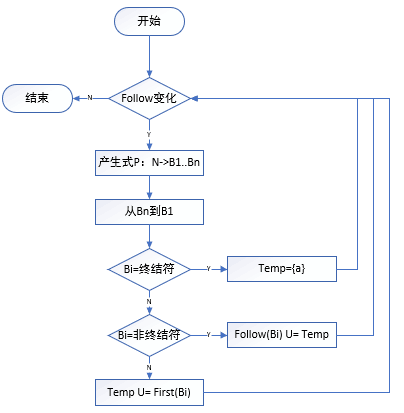 开始
Follow变化
N
结束
Y
产生式P：N->B1..Bn
从Bn到B1
Bi=终结符
Y
Temp={a}
N
Bi=非终结符
Y
Follow(Bi) U= Temp
N
Temp U= First(Bi)